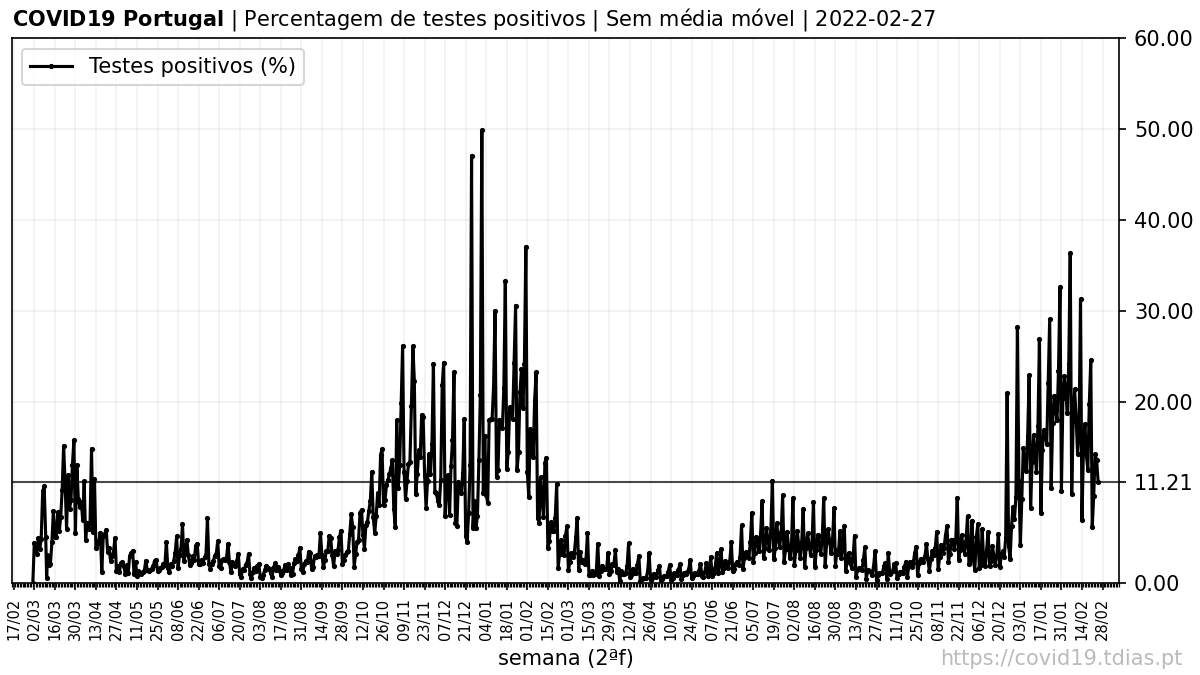 COVID19 Portugal | Percentagem de testes positivos | Sem média móvel | 2022-02-27
Testes positivos (%)
60.00
50.00
40.00
30.00
20.00
11.21
0.00
17/02 02/03 16/03 30/03 13/04 27/04 11/05 25/05 08/06 22/06 06/07 20/07 03/08 17/08 31/08 14/09 28/09 12/10 26/10 09/11 23/11 07/12 21/12 04/01 18/01 01/02 15/02 01/03 15/03 29/03 12/04 26/04 10/05 24/05 07/06 21/06 05/07 19/07 02/08 16/08 30/08 13/09 27/09 11/10 25/10 08/11 22/11 06/12 20/12 03/01 17/01 31/01 14/02 28/02
semana (2ªf)
https://covid19.tdias.pt